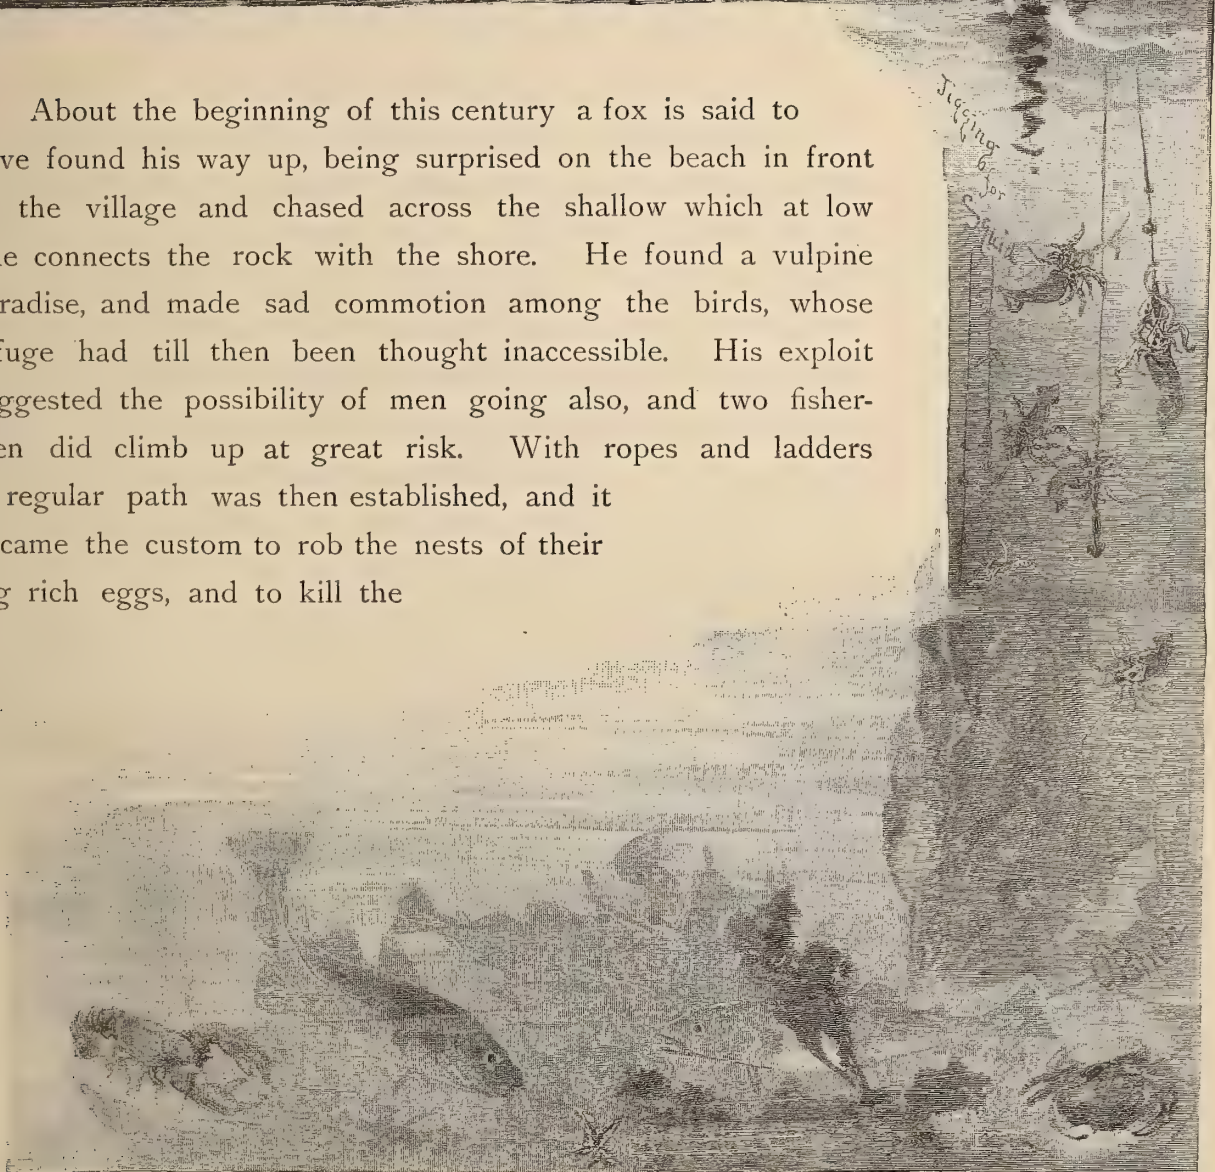 About the beginning of this century a fox is said to
ve found his way up, being surprised on the beach in front
the village and chased across the shallow which at low
e connects the rock with the shore. He found a vulpine
radise, and made sad commotion among the birds, whose
fuge had till then been thought inaccessible. His exploit
ggested the possibility of men going also, and two fisher-
en did climb up at great risk. With ropes and ladders
regular path was then established, and it
came the custom to rob the nests of their
g rich eggs, and to kill the
Jigging
for
Squid